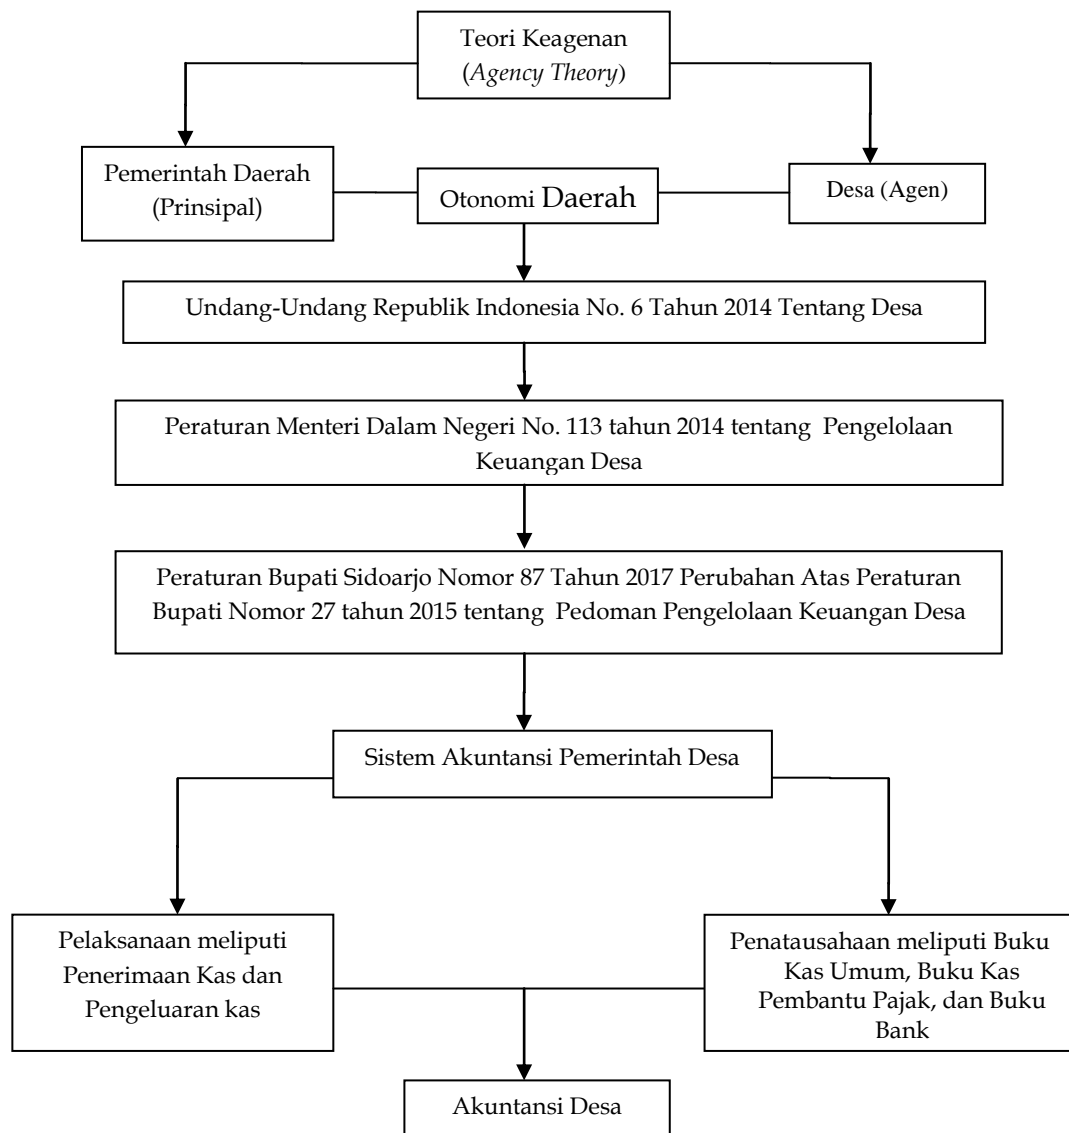 Teori Keagenan
(Agency Theory)
Pemerintah Daerah
(Prinsipal)
Otonomi Daerah
Desa (Agen)
Undang-Undang Republik Indonesia No. 6 Tahun 2014 Tentang Desa
Peraturan Menteri Dalam Negeri No. 113 tahun 2014 tentang Pengelolaan
Keuangan Desa
Peraturan Bupati Sidoarjo Nomor 87 Tahun 2017 Perubahan Atas Peraturan
Bupati Nomor 27 tahun 2015 tentang Pedoman Pengelolaan Keuangan Desa
Sistem Akuntansi Pemerintah Desa
Pelaksanaan meliputi
Penerimaan Kas dan
Pengeluaran kas
Penatausahaan meliputi Buku
Kas Umum, Buku Kas
Pembantu Pajak, dan Buku
Bank
Akuntansi Desa